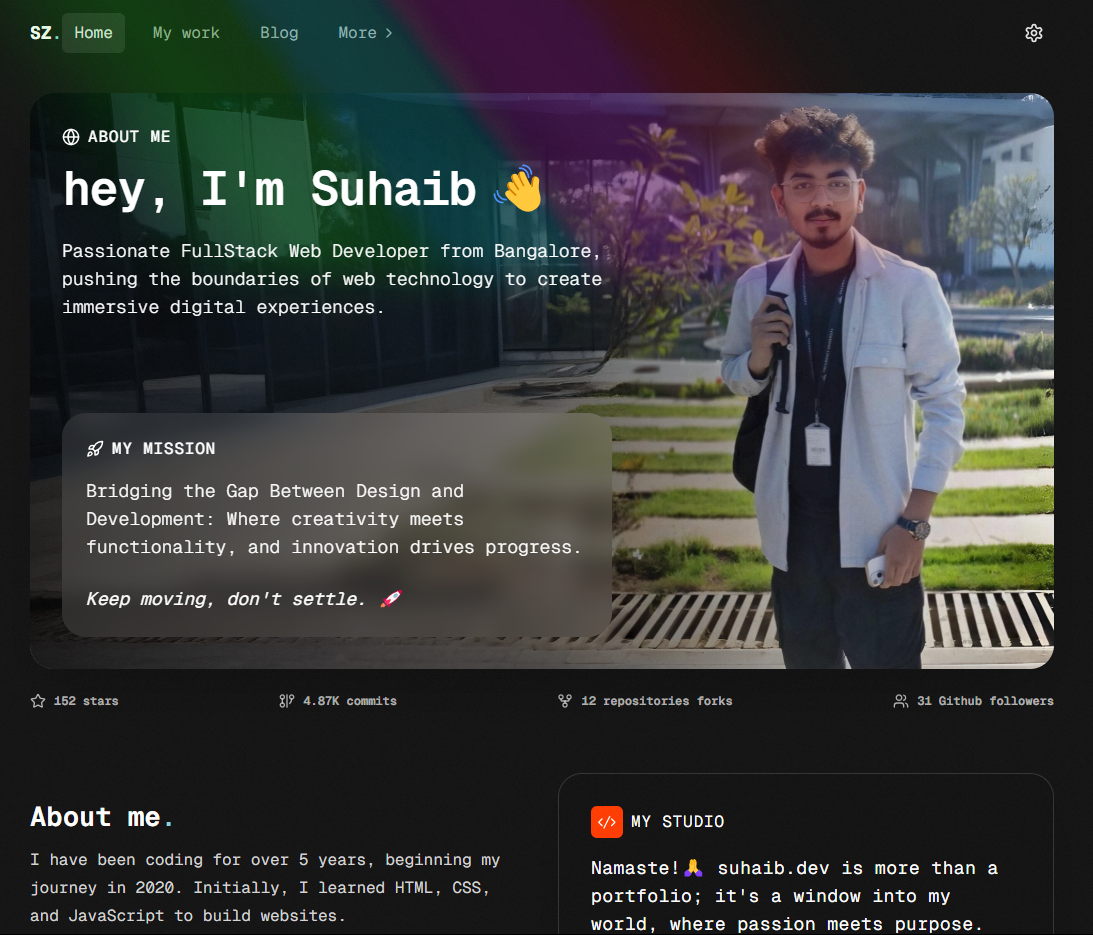 SZ.
Home
My work
Blog
More
ABOUT ME
hey, I'm Suhaib 👋
Passionate FullStack Web Developer from Bangalore,
pushing the boundaries of web technology to create
immersive digital experiences.
MY MISSION
Bridging the Gap Between Design and
Development: Where creativity meets
functionality, and innovation drives progress.
Keep moving, don't settle. 🚀
152 stars
4.87K commits
12 repositories forks
31 Github followers
About me.
I have been coding for over 5 years, beginning my
journey in 2020. Initially, I learned HTML, CSS,
and JavaScript to build websites.
MY STUDIO
Namaste!🙏 suhaib.dev is more than a
portfolio; it's a window into my
world, where passion meets purpose.